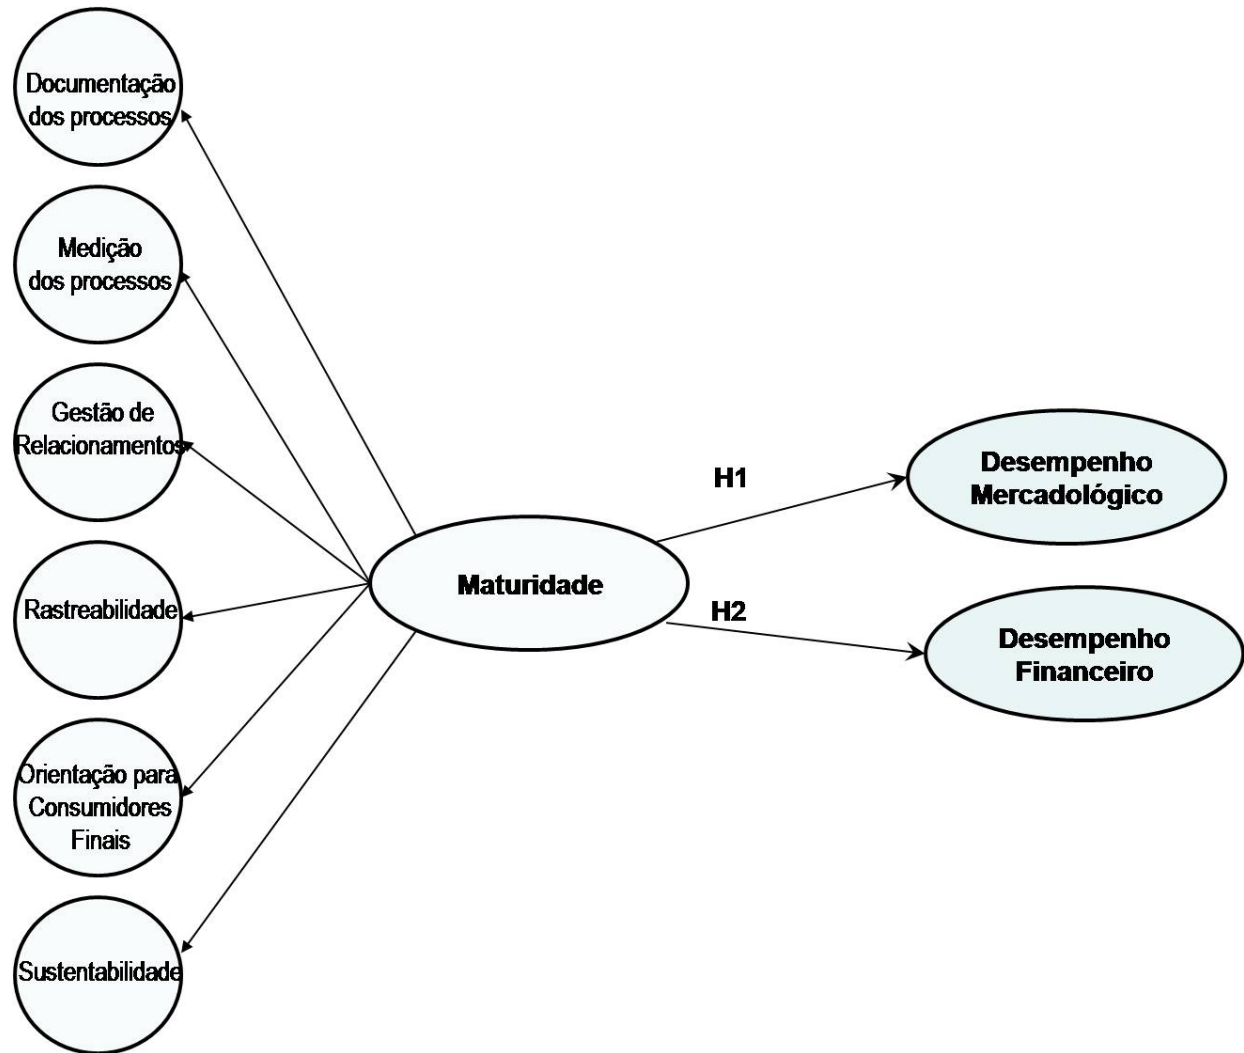 Documentação
dos processos
Medição
dos processos
Gestão de
Relacionamentos
Rastreabilidade
Orientação para
Consumidores
Finais
Sustentabilidade
Maturidade
H1
H2
Desempenho
Mercadológico
Desempenho
Financeiro